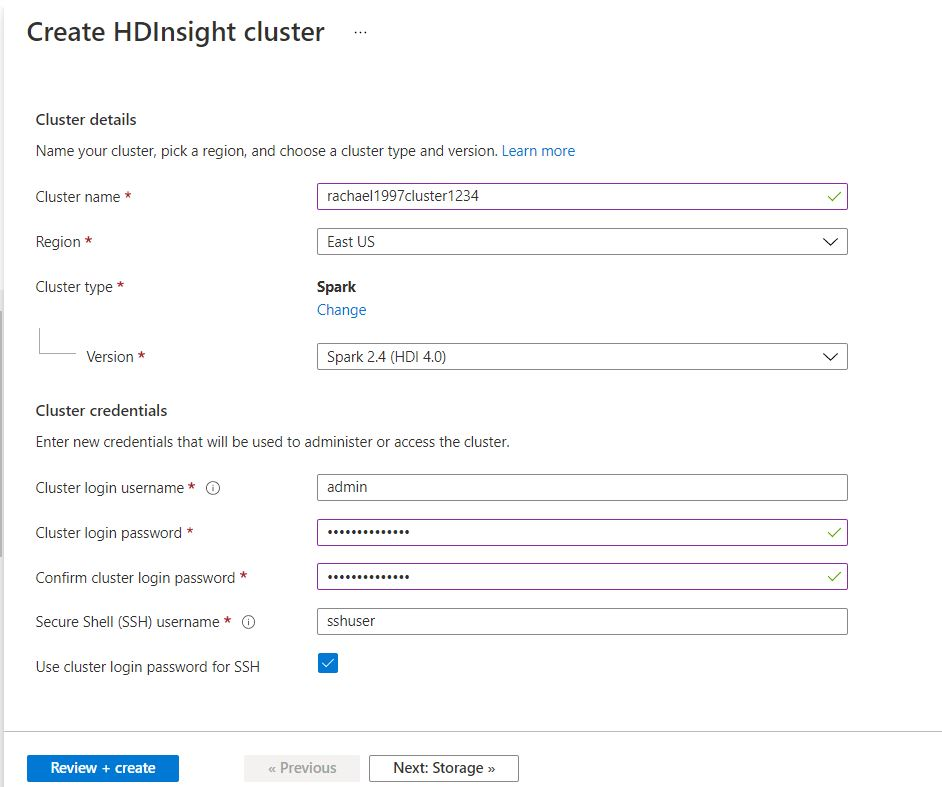 Create HDInsight cluster ...
Cluster details
Name your cluster, pick a region, and choose a cluster type and version. Learn more
Cluster name * rachael1997cluster1234
Region * East US
Cluster type * Spark
Change
Version * Spark 2.4 (HDI 4.0)
Cluster credentials
Enter new credentials that will be used to administer or access the cluster.
Cluster login username * admin
Cluster login password * ••••••••••••••
Confirm cluster login password * ••••••••••••••
Secure Shell (SSH) username * sshuser
Use cluster login password for SSH
Review + create « Previous Next: Storage »